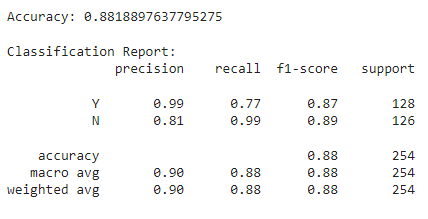 Accuracy: 0.8818897637795275
Classification Report:
precision recall f1-score support
Y 0.99 0.77 0.87 128
N 0.81 0.99 0.89 126
accuracy 0.88 254
macro avg 0.90 0.88 0.88 254
weighted avg 0.90 0.88 0.88 254